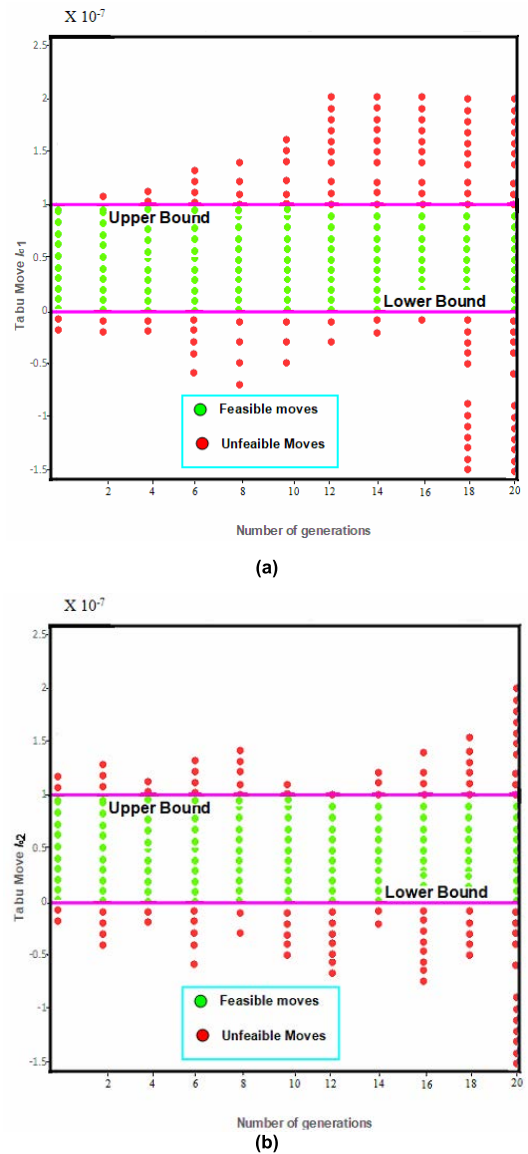 X 10-7
2.5
2
1.5
1
0.5
0
-0.5
-1
-1.5
Tabu Move Ic1
Upper Bound
Lower Bound
Feasible moves
Unfeaible Moves
2 4 6 8 10 12 14 16 18 20
Number of generations
(a)
X 10-7
2.5
2
1.5
1
0.5
0
-0.5
-1
-1.5
Tabu Move
Upper Bound
Lower Bound
Feasible moves
Unfeaible Moves
2 4 6 8 10 12 14 16 18 20
Number of generations
(b)